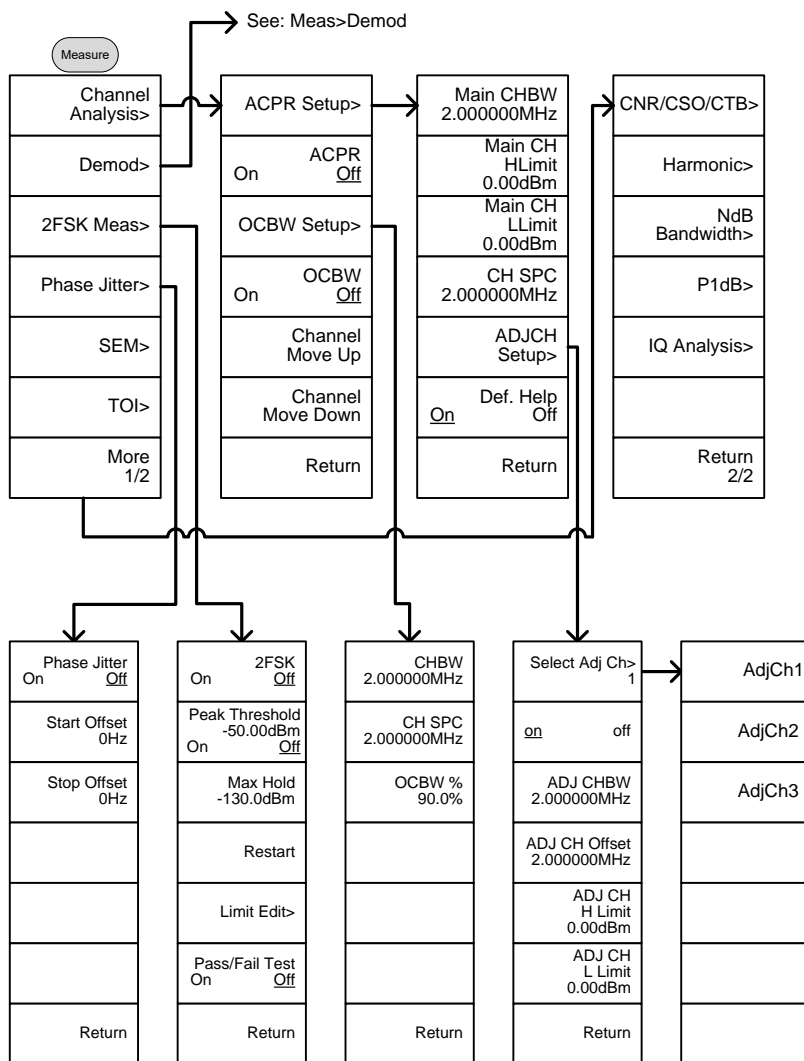 See: Meas>Demod
Measure
Channel
Analysis>
Demod>
2FSK Meas>
Phase Jitter>
SEM>
TOI>
More
1/2
ACPR Setup>
ACPR
On Off
OCBW Setup>
OCBW
On Off
Channel
Move Up
Channel
Move Down
Return
Main CHBW
2.000000MHz
Main CH
HLimit
0.00dBm
Main CH
LLimit
0.00dBm
CH SPC
2.000000MHz
ADJCH
Setup>
Def. Help
On Off
Return
CNR/CSO/CTB>
Harmonic>
NdB
Bandwidth>
P1dB>
IQ Analysis>
Return
2/2
Phase Jitter
On Off
Start Offset
0Hz
Stop Offset
0Hz
Return
2FSK
On Off
Peak Threshold
-50.00dBm
On Off
Max Hold
-130.0dBm
Restart
Limit Edit>
Pass/Fail Test
On Off
Return
CHBW
2.000000MHz
CH SPC
2.000000MHz
OCBW %
90.0%
Return
Select Adj Ch>
1
on off
ADJ CHBW
2.000000MHz
ADJ CH Offset
2.000000MHz
ADJ CH
H Limit
0.00dBm
ADJ CH
L Limit
0.00dBm
Return
AdjCh1
AdjCh2
AdjCh3